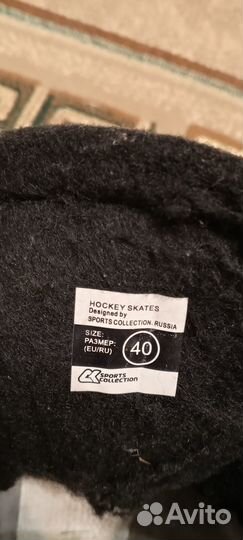 HOCKEY SKATES
Designed by
SPORTS COLLECTION. RUSSIA
SIZE:
РАЗМЕР:
(EU/RU)
40
SPORTS
COLLECTION
Avito